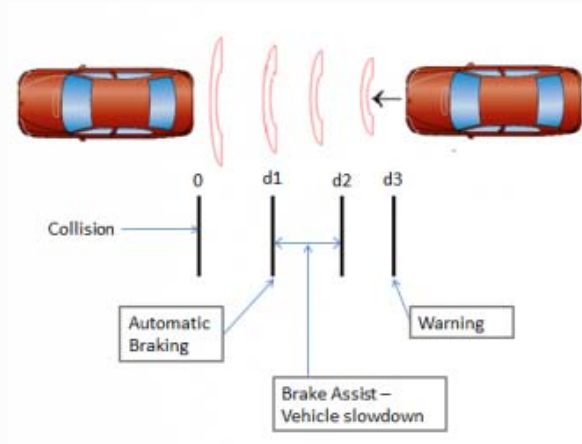 0 d1 d2 d3
Collision
Automatic
Braking
Warning
Brake Assist –
Vehicle slowdown